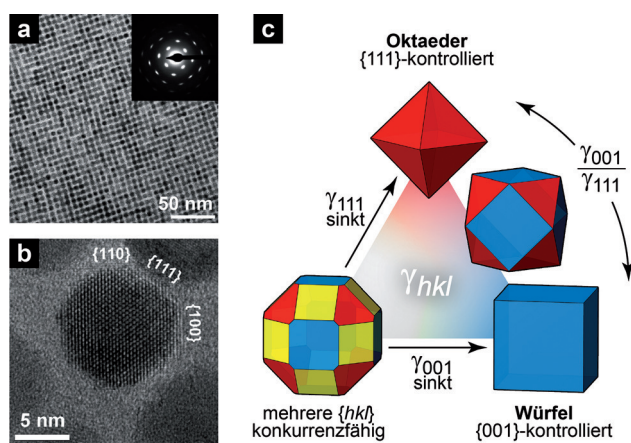 a
50 nm
b
{110}
{111}
{100}
5 nm
c
Oktaeder
{111}-kontrolliert
γ111
sinkt
γ001
γ111
γhkl
γ001
sinkt
mehrere {hkl}
konkurrenzfähig
Würfel
{001}-kontrolliert